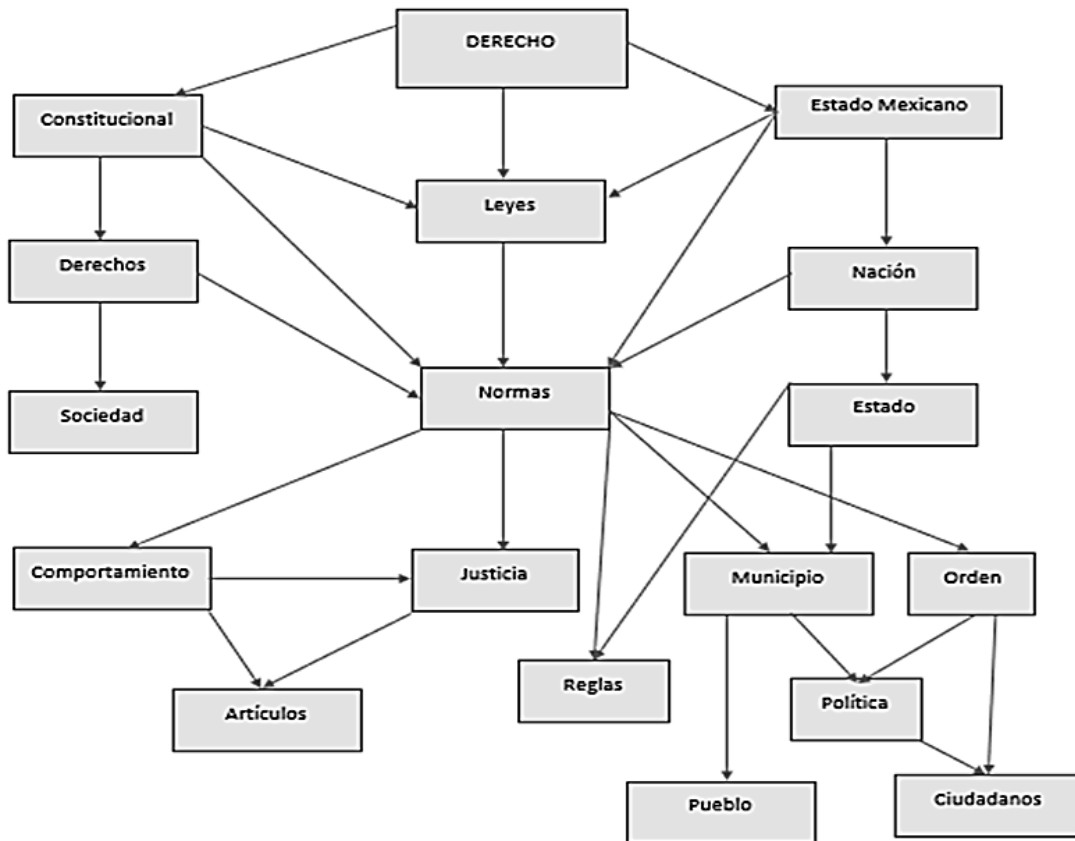 DERECHO
Constitucional
Estado Mexicano
Leyes
Derechos
Nación
Normas
Sociedad
Estado
Comportamiento
Justicia
Municipio
Orden
Reglas
Artículos
Política
Pueblo
Ciudadanos